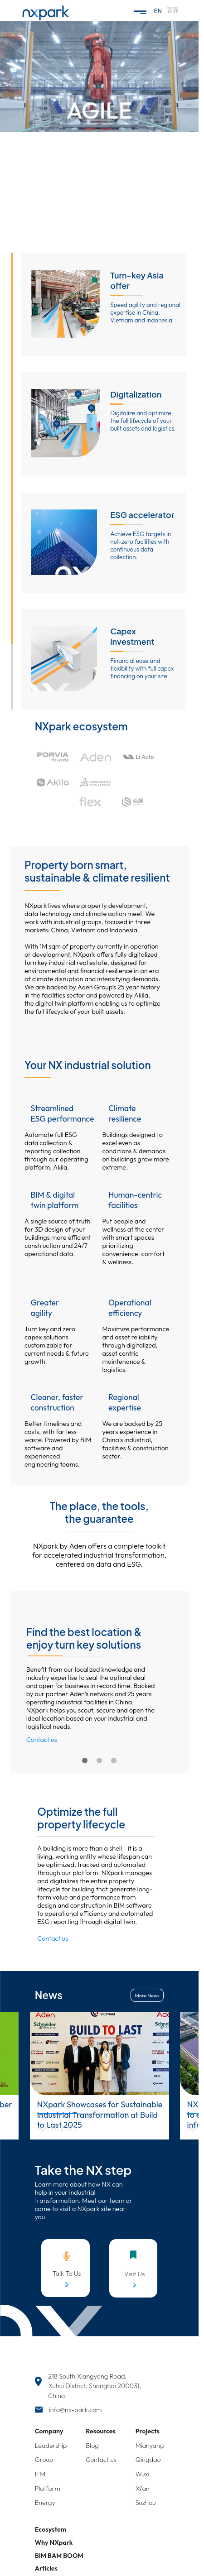 nxpark
EN
AGILE
Turn-key Asia
offer
Speed agility and regional
expertise in China,
Vietnam and Indonesia
Digitalization
Digitalize and optimize
the full lifecycle of your
built assets and logistics.
ESG accelerator
Achieve ESG targets in
net-zero facilities with
continuous data
collection.
Capex
investment
Financial ease and
flexibility with full capex
financing on your site.
NXpark ecosystem
FORVIA
faurecia
Aden
Li Auto
Akila
flex
Property born smart,
sustainable & climate resilient
NXpark lives where property development,
data technology and climate action meet. We
work with industrial groups, focused in three
markets: China, Vietnam and Indonesia.
With 1M sqm of property currently in operation
or development, NXpark offers fully digitalized
turn key industrial real estate, designed for
environmental and financial resilience in an era
of climate disruption and intensifying demands.
We are backed by Aden Group's 25 year history
in the facilities sector and powered by Akila,
the digital twin platform enabling us to optimize
the full lifecycle of your built assets.
Your NX industrial solution
Streamlined
ESG performance
Climate
resilience
Automate full ESG
data collection &
reporting collection
through our operating
platform, Akila.
Buildings designed to
excel even as
conditions & demands
on buildings grow more
extreme.
BIM & digital
twin platform
Human-centric
facilities
A single source of truth
for 3D design of your
buildings more efficient
construction and 24/7
operational data.
Put people and
wellness at the center
with smart spaces
prioritizing
convenience, comfort
& wellness.
Greater
agility
Operational
efficiency
Turn key and zero
capex solutions
customizable for
current needs & future
growth.
Maximize performance
and asset reliability
through digitalized,
asset centric
maintenance &
logistics.
Cleaner, faster
construction
Regional
expertise
Better timelines and
costs, with far less
waste. Powered by BIM
software and
experienced
engineering teams.
We are backed by 25
years experience in
China's industrial,
facilities & construction
sector.
The place, the tools,
the guarantee
NXpark by Aden offers a complete toolkit
for accelerated industrial transformation,
centered on data and ESG.
Find the best location &
enjoy turn key solutions
Benefit from our localized knowledge and
industry expertise to seal the optimal deal
and open for business in record time. Backed
by our partner Aden's network and 25 years
operating industrial facilities in China,
NXpark helps you scout, secure and open the
ideal location based on your industrial and
logistical needs.
Contact us
Optimize the full
property lifecycle
A building is more than a shell - it is a
living, working entity whose lifespan can
be optimized, tracked and automated
through our platform. NXpark manages
and digitalizes the entire property
lifecycle for building that generate long-
term value and performance from
design and construction in BIM software
to operational efficiency and automated
ESG reporting through digital twin.
Contact us
News
More News
Aden
Schneider
Electric
VIETNAM
BUILD TO LAST
ber
NXpark Showcases for Sustainable
Industrial Transformation at Build
to Last 2025
NX
to e
infr
Take the NX step
Learn more about how NX can
help in your industrial
transformation. Meet our team or
come to visit a NXpark site near
you.
Talk To Us
Visit Us
218 South Xiangyang Road,
Xuhui District, Shanghai 200031,
China
info@nx-park.com
Company
Resources
Projects
Leadership
Blog
Mianyang
Group
Contact us
Qingdao
IFM
Wuxi
Platform
Xi'an
Energy
Suzhou
Ecosystem
Why NXpark
BIM BAM BOOM
Articles